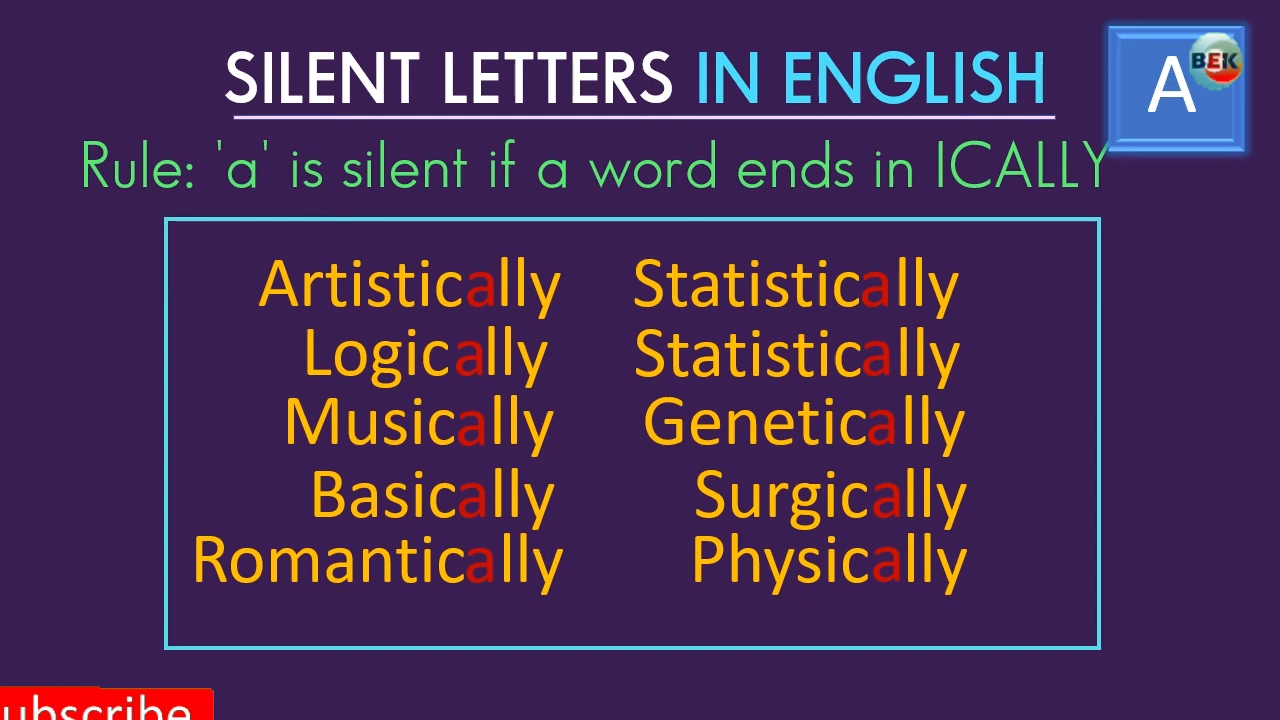 SILENT LETTERS IN ENGLISH
A
BEK
Rule: 'a' is silent if a word ends in ICALLY
Artistically Statistically
Logically Statistically
Musically Genetically
Basically Surgically
Romantically Physically
ubscribe